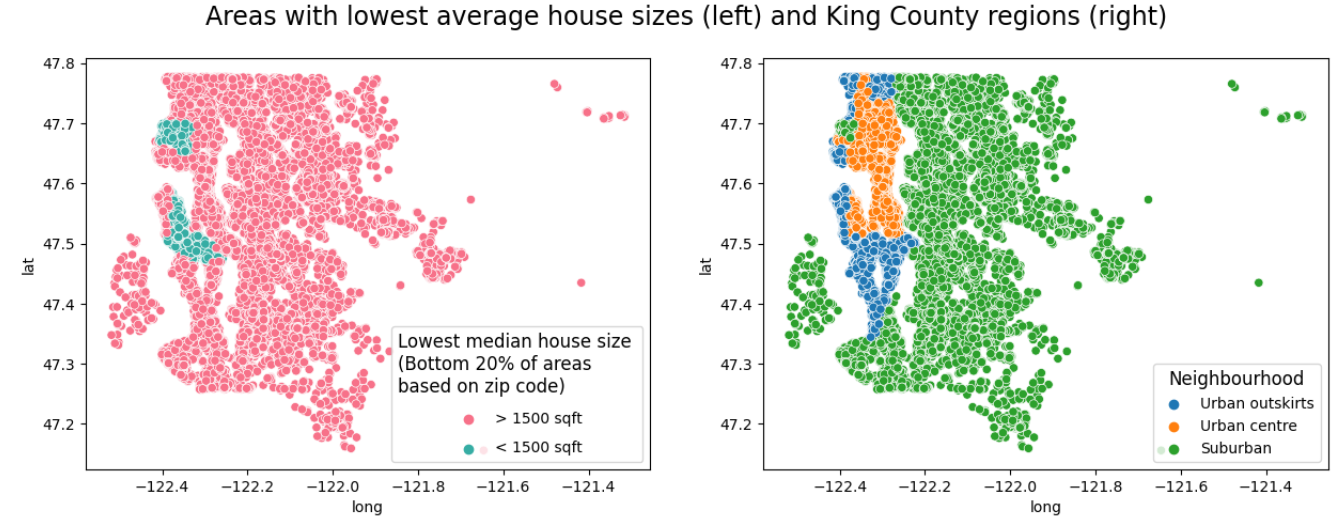 Areas with lowest average house sizes (left) and King County regions (right)
47.8
47.7
47.6
47.5
47.4
47.3
47.2
lat
−122.4
−122.2
−122.0
−121.8
−121.6
−121.4
long
Lowest median house size
(Bottom 20% of areas
based on zip code)
> 1500 sqft
< 1500 sqft
47.8
47.7
47.6
47.5
47.4
47.3
47.2
lat
−122.4
−122.2
−122.0
−121.8
−121.6
−121.4
long
Neighbourhood
Urban outskirts
Urban centre
Suburban